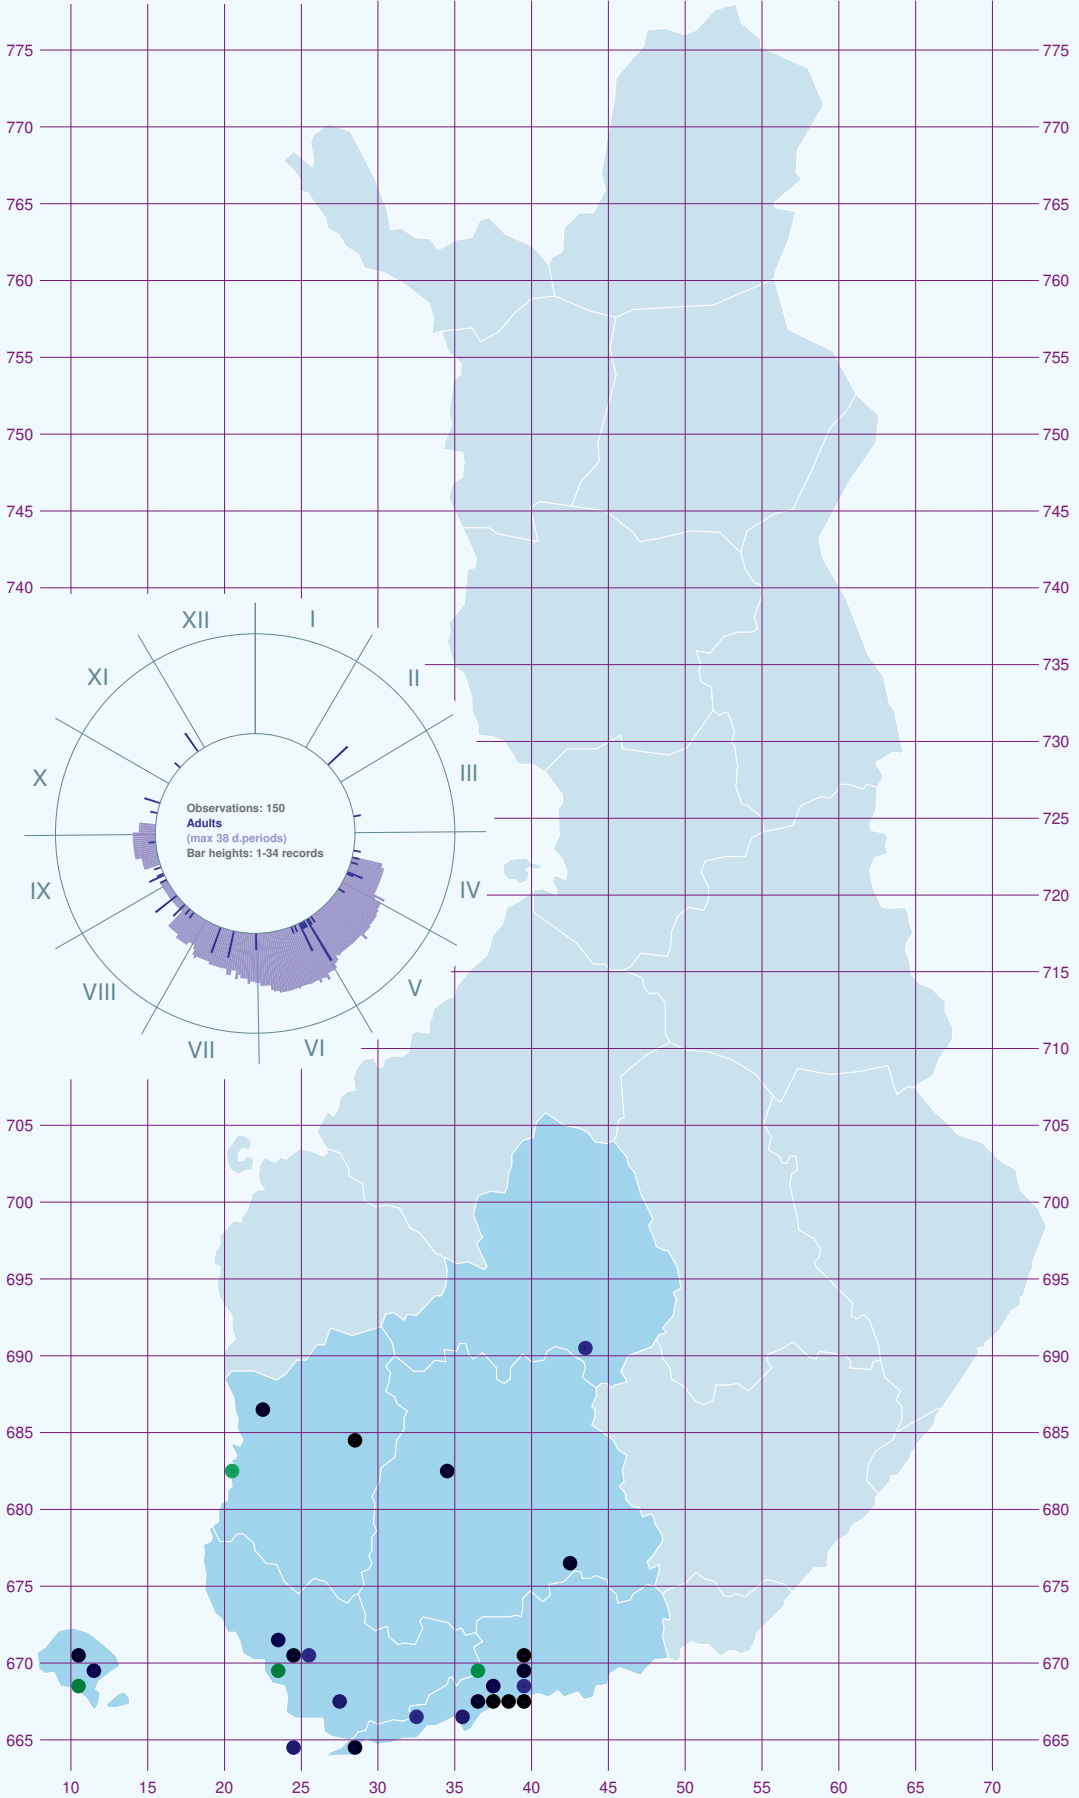 775 775
770 770
765 765
760 760
755 755
750 750
745 745
740 740
XII I
735 735
XI II
730 730
X III
Observations: 150
Adults
(max 38 d.periods)
Bar heights: 1-34 records
725 725
IX IV
720 720
715 715
VIII V
VII VI
710 710
705 705
700 700
695 695
690 690
685 685
680 680
675 675
670 670
665 665
10 15 20 25 30 35 40 45 50 55 60 65 70